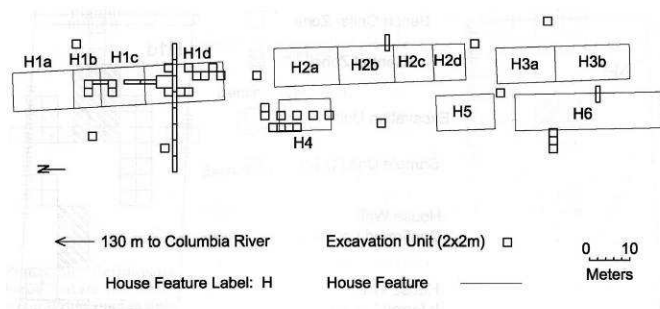 H1a H1b H1c H1d
H2a H2b H2c H2d
H3a H3b
H4
H5
H6
N
130 m to Columbia River
Excavation Unit (2x2m)
0 10
Meters
House Feature Label: H
House Feature